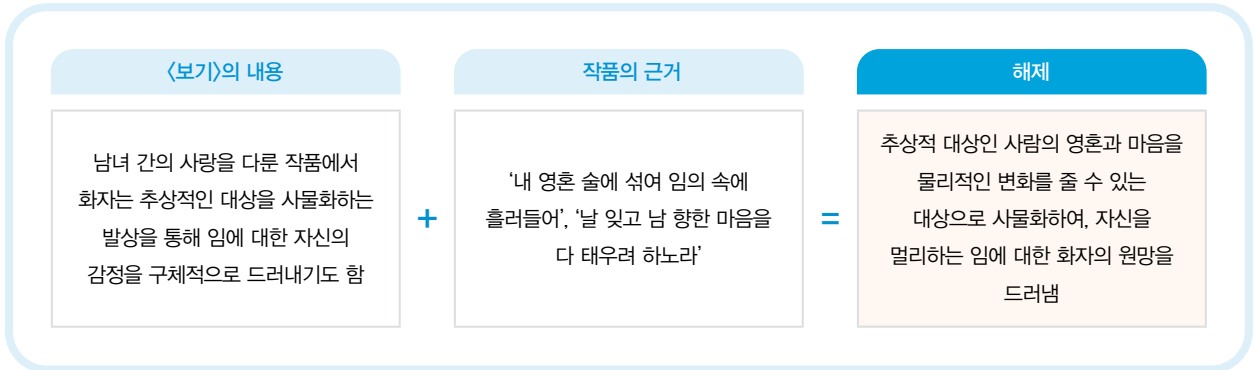 〈보기〉의 내용
남녀 간의 사랑을 다룬 작품에서
화자는 추상적인 대상을 사물화하는
발상을 통해 임에 대한 자신의
감정을 구체적으로 드러내기도 함
+
작품의 근거
‘내 영혼 술에 섞여 임의 속에
흘러들어’, ‘날 잊고 남 향한 마음을
다 태우려 하노라’
=
해제
추상적 대상인 사람의 영혼과 마음을
물리적인 변화를 줄 수 있는
대상으로 사물화하여, 자신을
멀리하는 임에 대한 화자의 원망을
드러냄